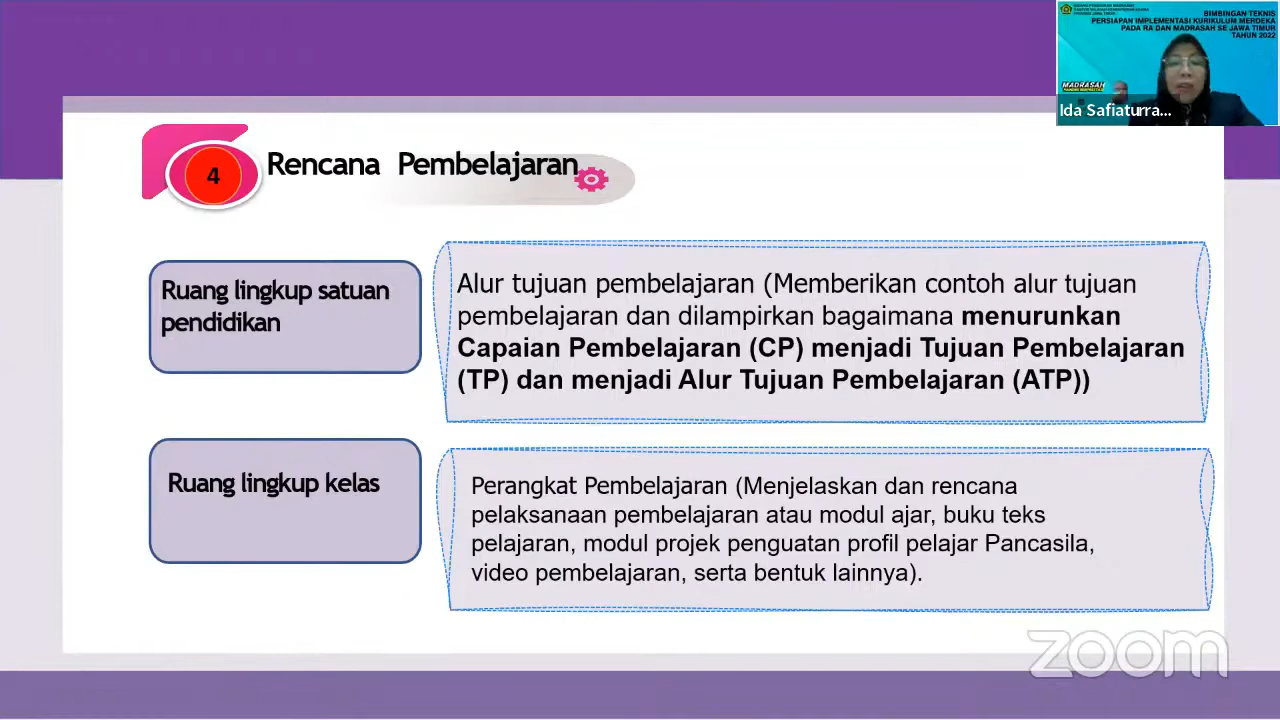 BIMBINGAN TEKNIS
PERSIAPAN IMPLEMENTASI KURIKULUM MERDEKA
PADA RA DAN MADRASAH SE JAWA TIMUR
TAHUN 2022
MADRASAH
Ida Safiaturra...
4
Rencana Pembelajaran
Ruang lingkup satuan
pendidikan
Alur tujuan pembelajaran (Memberikan contoh alur tujuan
pembelajaran dan dilampirkan bagaimana menurunkan
Capaian Pembelajaran (CP) menjadi Tujuan Pembelajaran
(TP) dan menjadi Alur Tujuan Pembelajaran (ATP))
Ruang lingkup kelas
Perangkat Pembelajaran (Menjelaskan dan rencana
pelaksanaan pembelajaran atau modul ajar, buku teks
pelajaran, modul projek penguatan profil pelajar Pancasila,
video pembelajaran, serta bentuk lainnya).
zoom